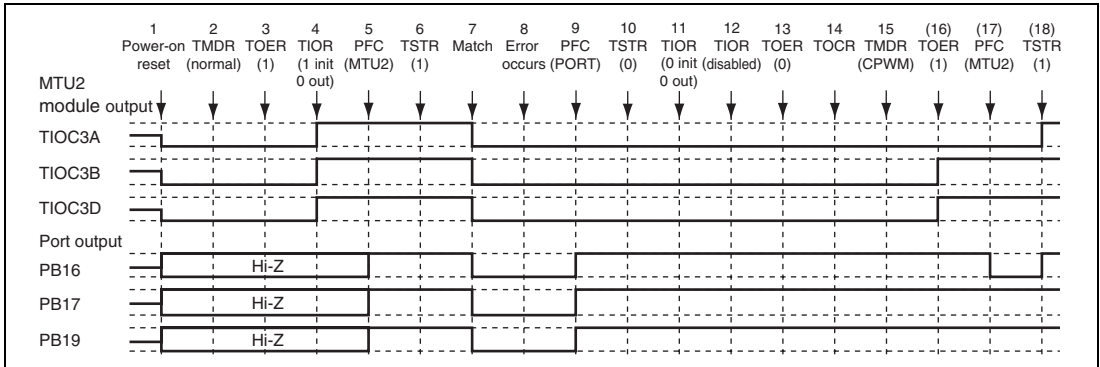 1 2 3 4 5 6 7 8 9 10 11 12 13 14 15 (16) (17) (18)
Power-on TMDR TOER TIOR PFC TSTR Match Error PFC TSTR TIOR TIOR TOER TOCR TMDR TOER PFC TSTR
reset (normal) (1) (1 init (MTU2) (1) occurs (PORT) (0) (0 init (disabled) (0) (CPWM) (1) (MTU2) (1)
0 out) 0 out)
MTU2
module output
TIOC3A
TIOC3B
TIOC3D
Port output
PB16 Hi-Z
PB17 Hi-Z
PB19 Hi-Z